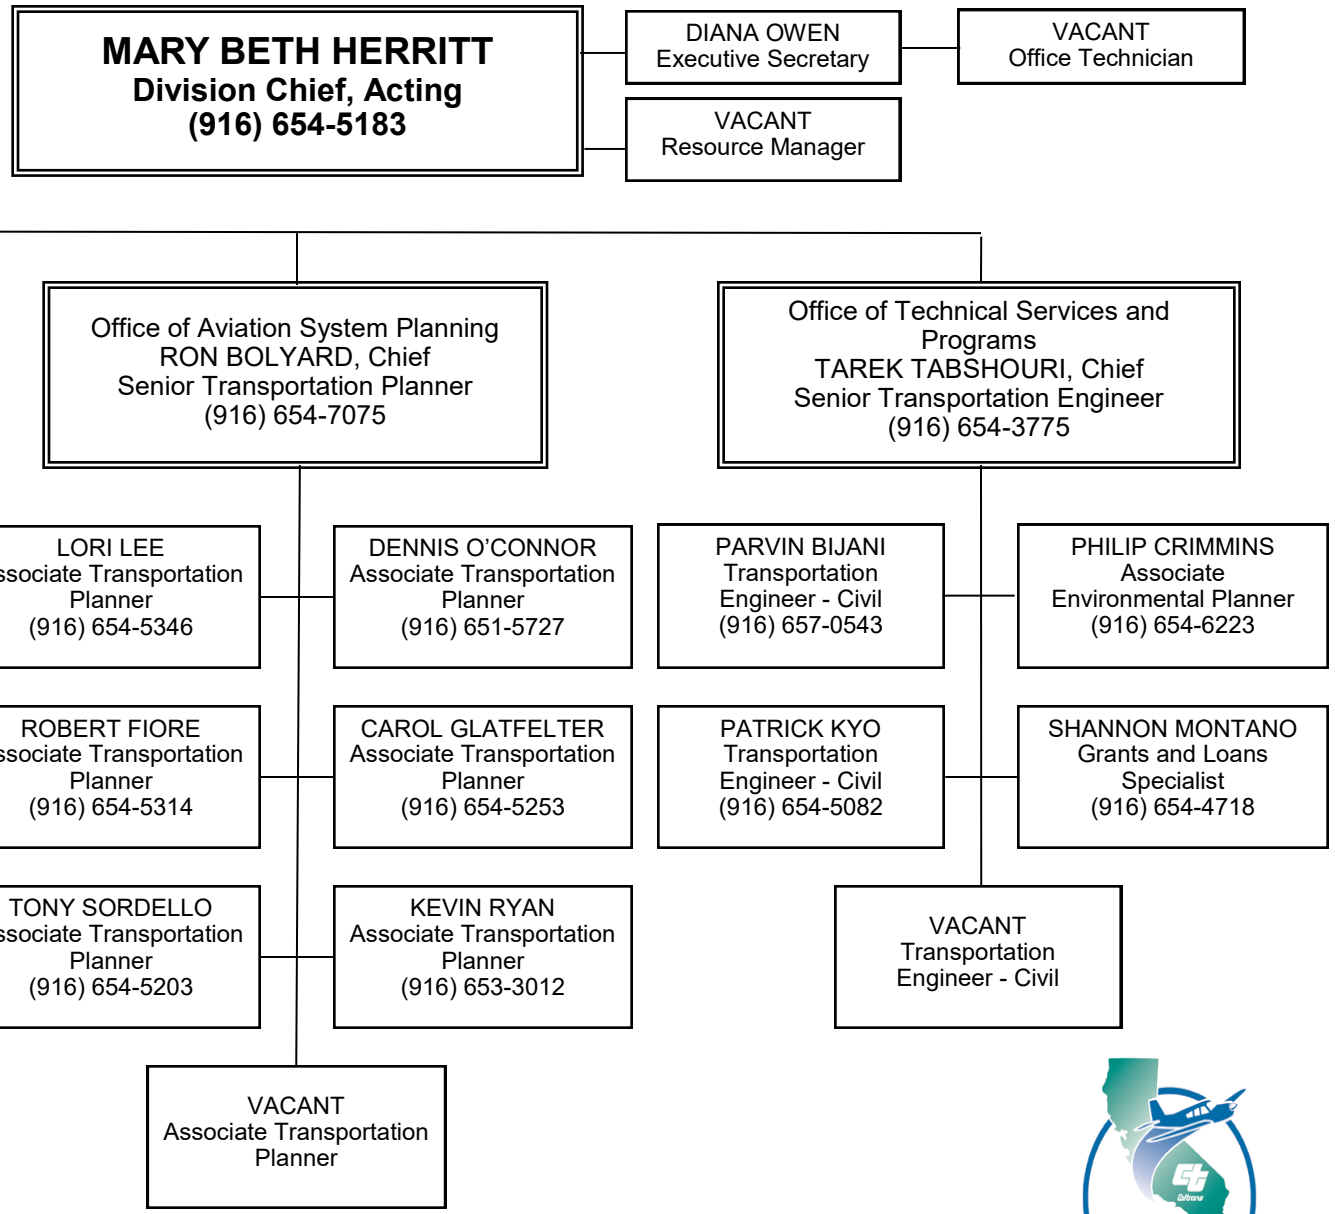 MARY BETH HERRITT
Division Chief, Acting
(916) 654-5183
DIANA OWEN
Executive Secretary
VACANT
Office Technician
VACANT
Resource Manager
Office of Aviation System Planning
RON BOLYARD, Chief
Senior Transportation Planner
(916) 654-7075
Office of Technical Services and
Programs
TAREK TABSHOURI, Chief
Senior Transportation Engineer
(916) 654-3775
LORI LEE
ssociate Transportation
Planner
(916) 654-5346
DENNIS O’CONNOR
Associate Transportation
Planner
(916) 651-5727
PARVIN BIJANI
Transportation
Engineer - Civil
(916) 657-0543
PHILIP CRIMMINS
Associate
Environmental Planner
(916) 654-6223
ROBERT FIORE
ssociate Transportation
Planner
(916) 654-5314
CAROL GLATFELTER
Associate Transportation
Planner
(916) 654-5253
PATRICK KYO
Transportation
Engineer - Civil
(916) 654-5082
SHANNON MONTANO
Grants and Loans
Specialist
(916) 654-4718
TONY SORDELLO
ssociate Transportation
Planner
(916) 654-5203
KEVIN RYAN
Associate Transportation
Planner
(916) 653-3012
VACANT
Transportation
Engineer - Civil
VACANT
Associate Transportation
Planner
ct
Caltrans